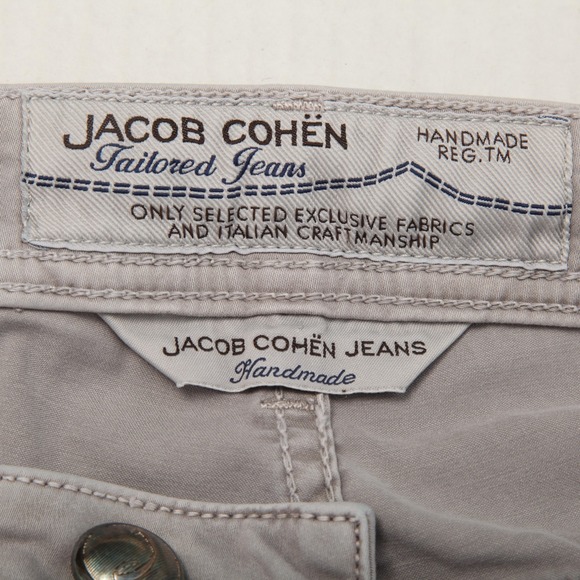 JACOB COHËN
Tailored Jeans
HANDMADE
REG.TM
ONLY SELECTED EXCLUSIVE FABRICS
AND ITALIAN CRAFTMANSHIP
JACOB COHËN JEANS
Handmade